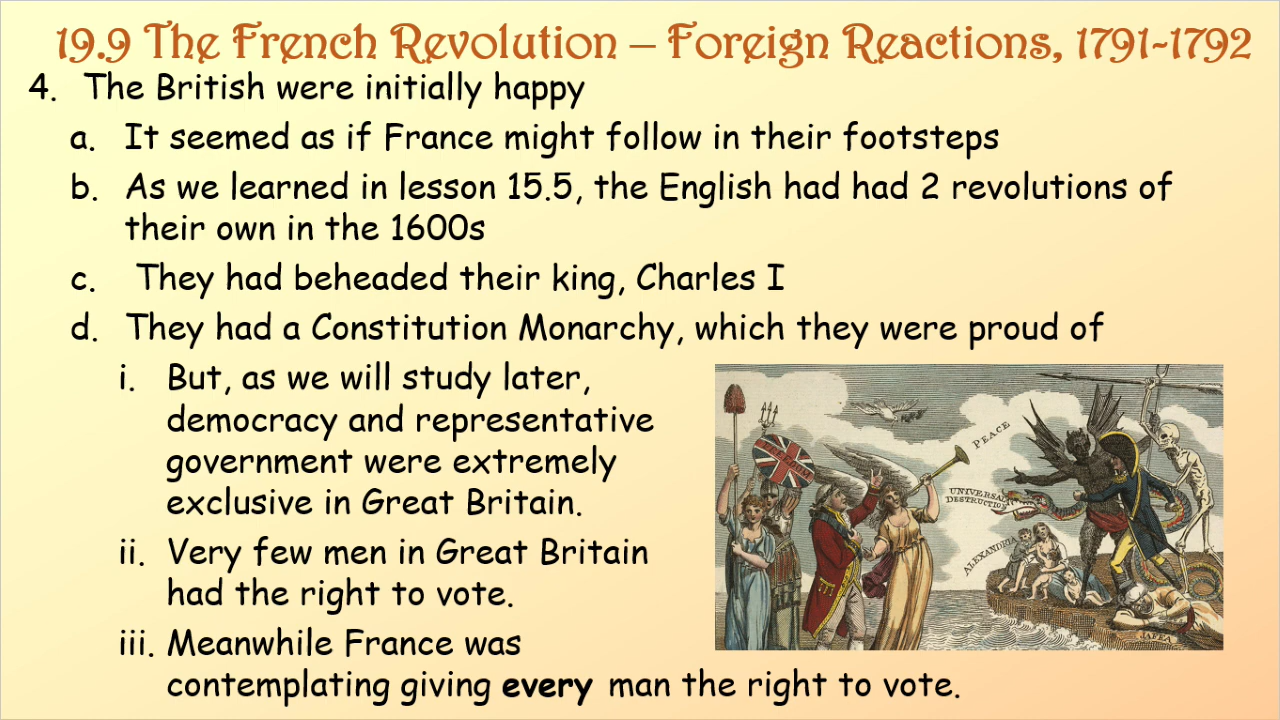 19.9 The French Revolution – Foreign Reactions, 1791-1792
4. The British were initially happy
a. It seemed as if France might follow in their footsteps
b. As we learned in lesson 15.5, the English had had 2 revolutions of
their own in the 1600s
c. They had beheaded their king, Charles I
d. They had a Constitution Monarchy, which they were proud of
i. But, as we will study later,
democracy and representative
government were extremely
exclusive in Great Britain.
ii. Very few men in Great Britain
had the right to vote.
iii. Meanwhile France was
contemplating giving every man the right to vote.
FREEDOM
PEACE
UNIVERSAL
DESTRUCTION
ALEXANDRIA
JAFFA